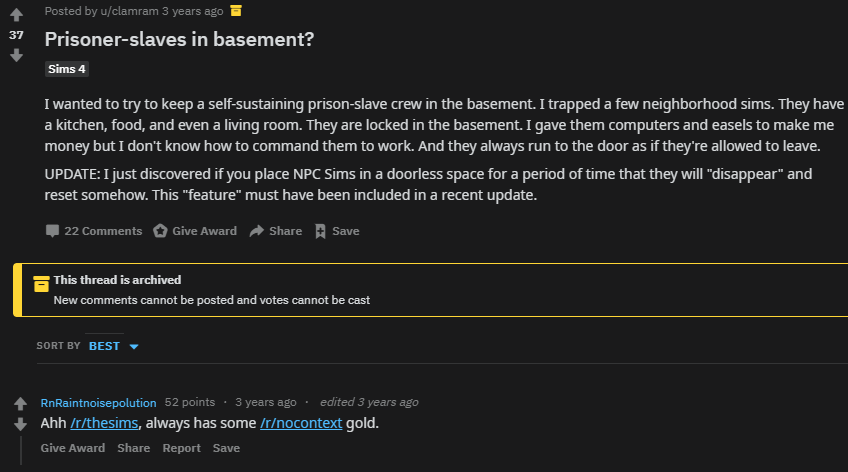 Posted by u/clamram 3 years ago
37
Prisoner-slaves in basement?
Sims 4
I wanted to try to keep a self-sustaining prison-slave crew in the basement. I trapped a few neighborhood sims. They have
a kitchen, food, and even a living room. They are locked in the basement. I gave them computers and easels to make me
money but I don't know how to command them to work. And they always run to the door as if they're allowed to leave.
UPDATE: I just discovered if you place NPC Sims in a doorless space for a period of time that they will "disappear" and
reset somehow. This "feature" must have been included in a recent update.
22 Comments Give Award Share Save
This thread is archived
New comments cannot be posted and votes cannot be cast
SORT BY BEST
RnRaintnoisepolution 52 points · 3 years ago · edited 3 years ago
Ahh /r/thesims, always has some /r/nocontext gold.
Give Award Share Report Save